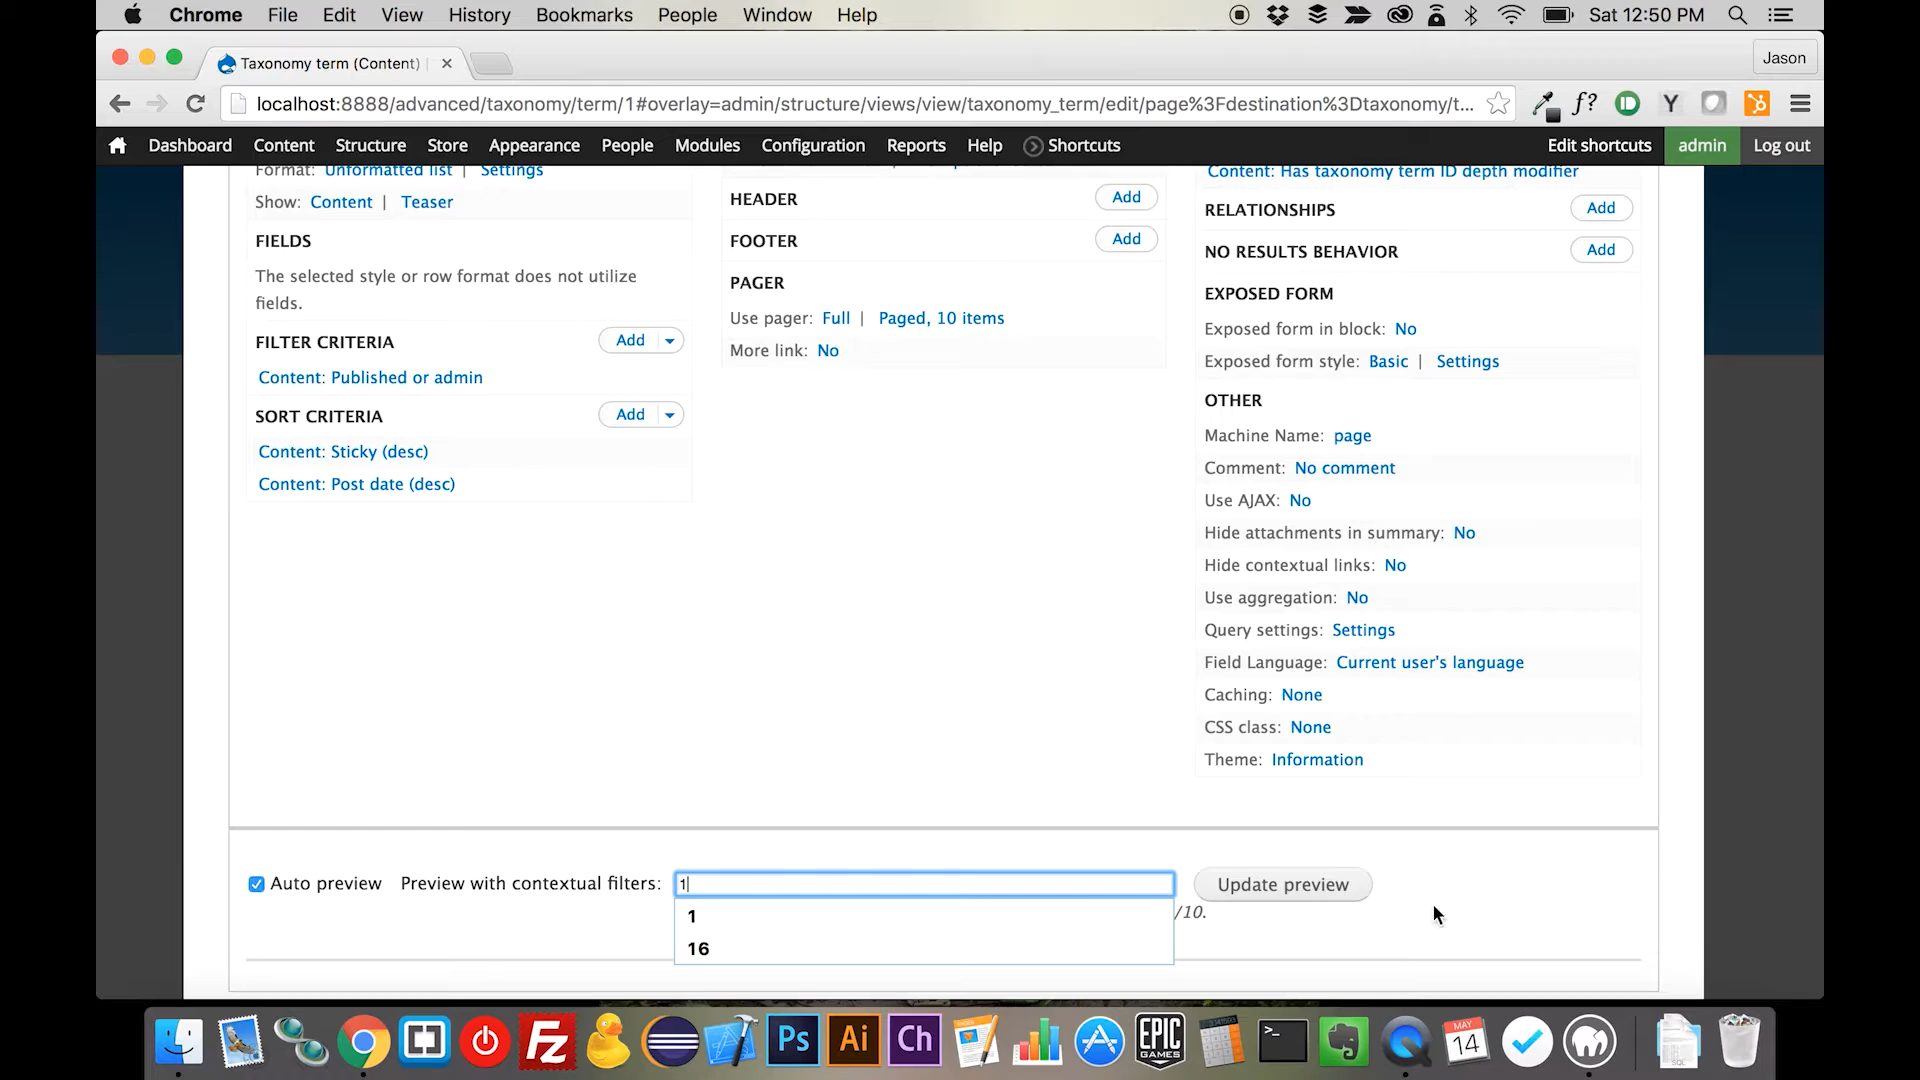 Chrome File Edit View History Bookmarks People Window Help Sat 12:50 PM
Taxonomy term (Content) Jason
localhost:8888/advanced/taxonomy/term/1#overlay=admin/structure/views/view/taxonomy_term/edit/page%3Fdestination%3Dtaxonomy/t... f? Y
Dashboard Content Structure Store Appearance People Modules Configuration Reports Help Shortcuts Edit shortcuts admin Log out
Format: Unformatted list | Settings
Show: Content | Teaser
FIELDS
The selected style or row format does not utilize
fields.
FILTER CRITERIA Add
Content: Published or admin
SORT CRITERIA Add
Content: Sticky (desc)
Content: Post date (desc)
HEADER Add
FOOTER Add
PAGER
Use pager: Full | Paged, 10 items
More link: No
Content: Has taxonomy term ID depth modifier
RELATIONSHIPS Add
NO RESULTS BEHAVIOR Add
EXPOSED FORM
Exposed form in block: No
Exposed form style: Basic | Settings
OTHER
Machine Name: page
Comment: No comment
Use AJAX: No
Hide attachments in summary: No
Hide contextual links: No
Use aggregation: No
Query settings: Settings
Field Language: Current user's language
Caching: None
CSS class: None
Theme: Information
Auto preview Preview with contextual filters: 1 Update preview
/10.
1
16
Fz Ps Ai Ch EPIC GAMES >_ MAY 14 SQL